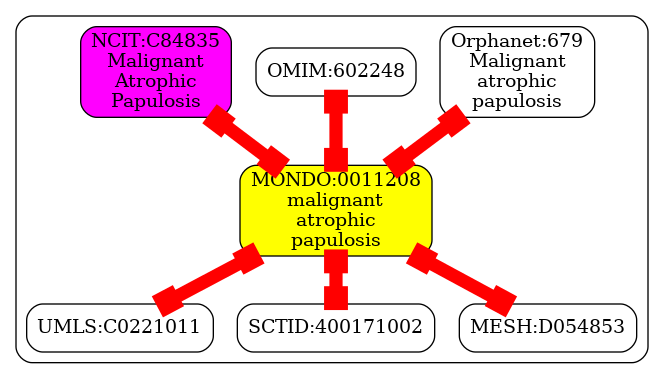 NCIT:C84835
Malignant
Atrophic
Papulosis
OMIM:602248
Orphanet:679
Malignant
atrophic
papulosis
MONDO:0011208
malignant
atrophic
papulosis
UMLS:C0221011
SCTID:400171002
MESH:D054853